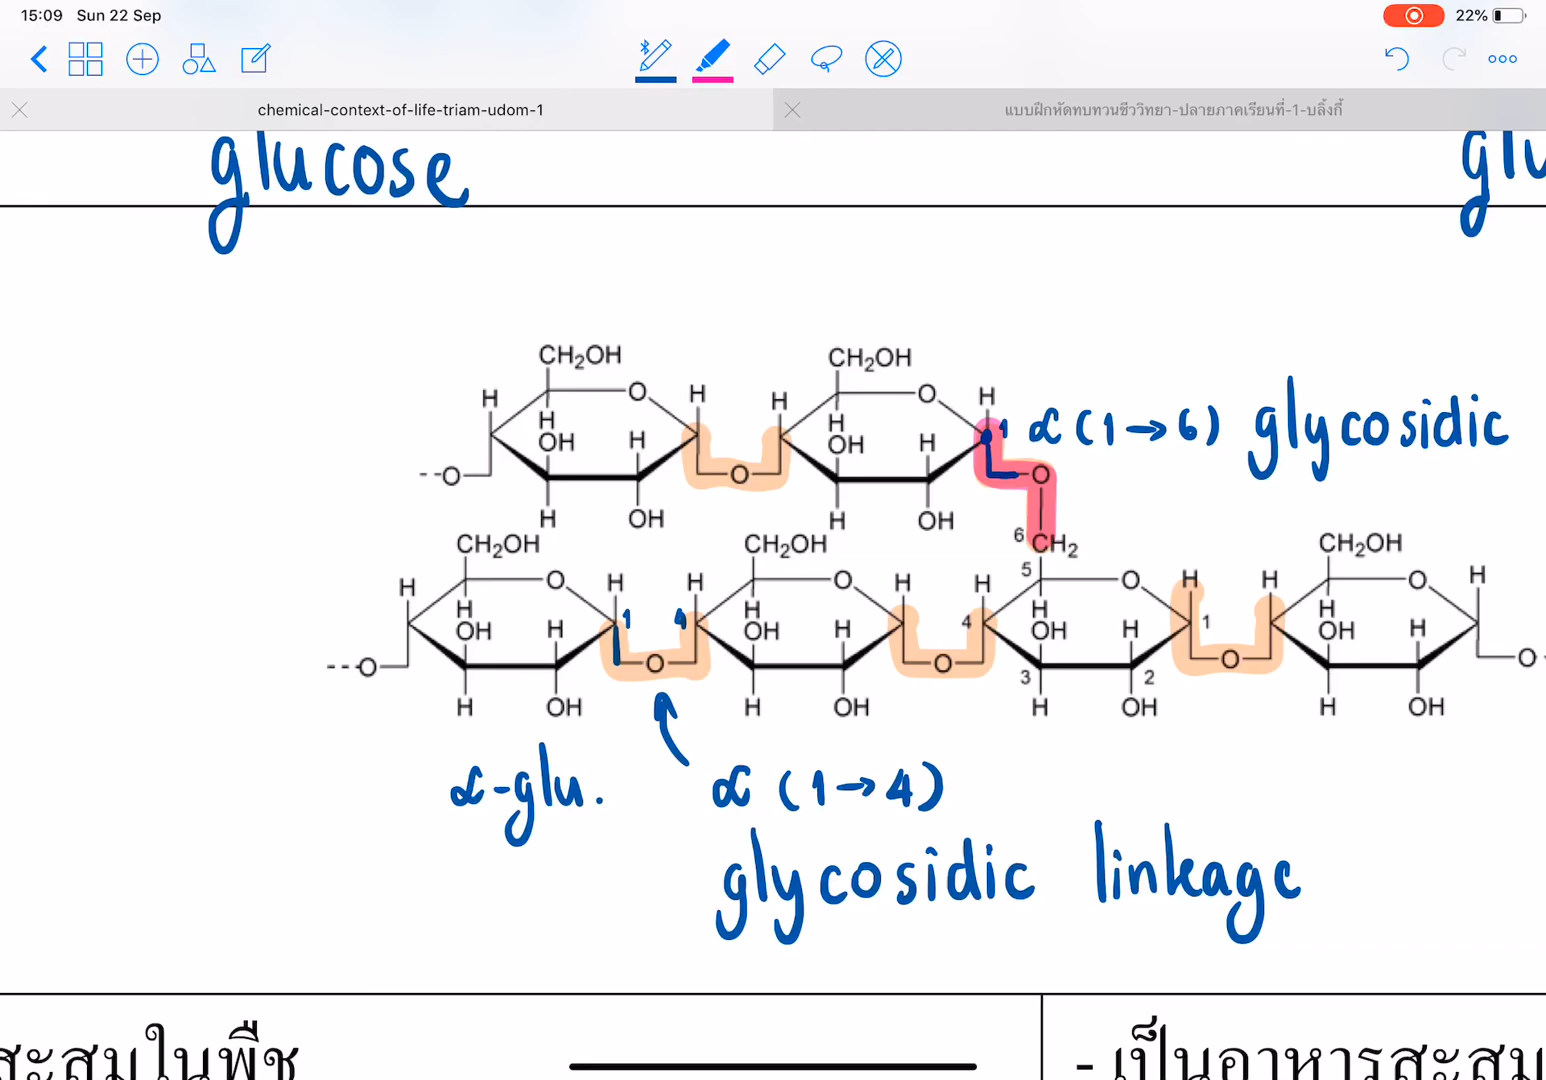 15:09 Sun 22 Sep 22%
chemical-context-of-life-triam-udom-1
แบบฝึกหัดทบทวนชีววิทยา-ปลายภาคเรียนที่-1-บลิ้งกี้
glucose
CH₂OH CH₂OH
H O H H O H
H H
OH H OH H
1 α (1→6) glycosidic
--O O O
H OH H OH
6 CH₂
CH₂OH CH₂OH CH₂OH
5
H O H H O H H O H H O H
H H H H
OH H 1 4 OH H 4 OH H 1 OH H
--O O O O O
3 2
H OH H OH H OH H OH
α-glu. α (1→4)
glycosidic linkage
สะสมในพืช
- เป็นอาหารสะสม